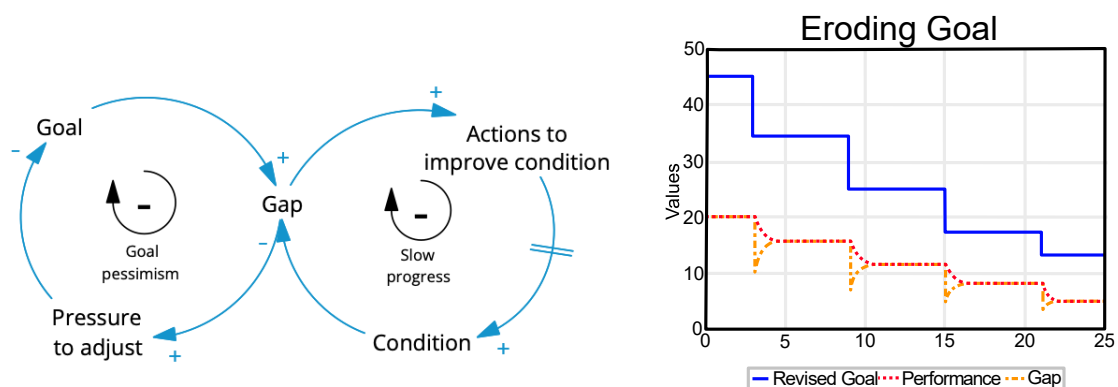 Goal
-
+
+
Actions to
improve condition
Gap
-
Goal
pessimism
-
Slow
progress
-
Pressure
to adjust
+
Condition
+
Eroding Goal
Values
50
40
30
20
10
0
0 5 10 15 20 25
Revised Goal Performance Gap